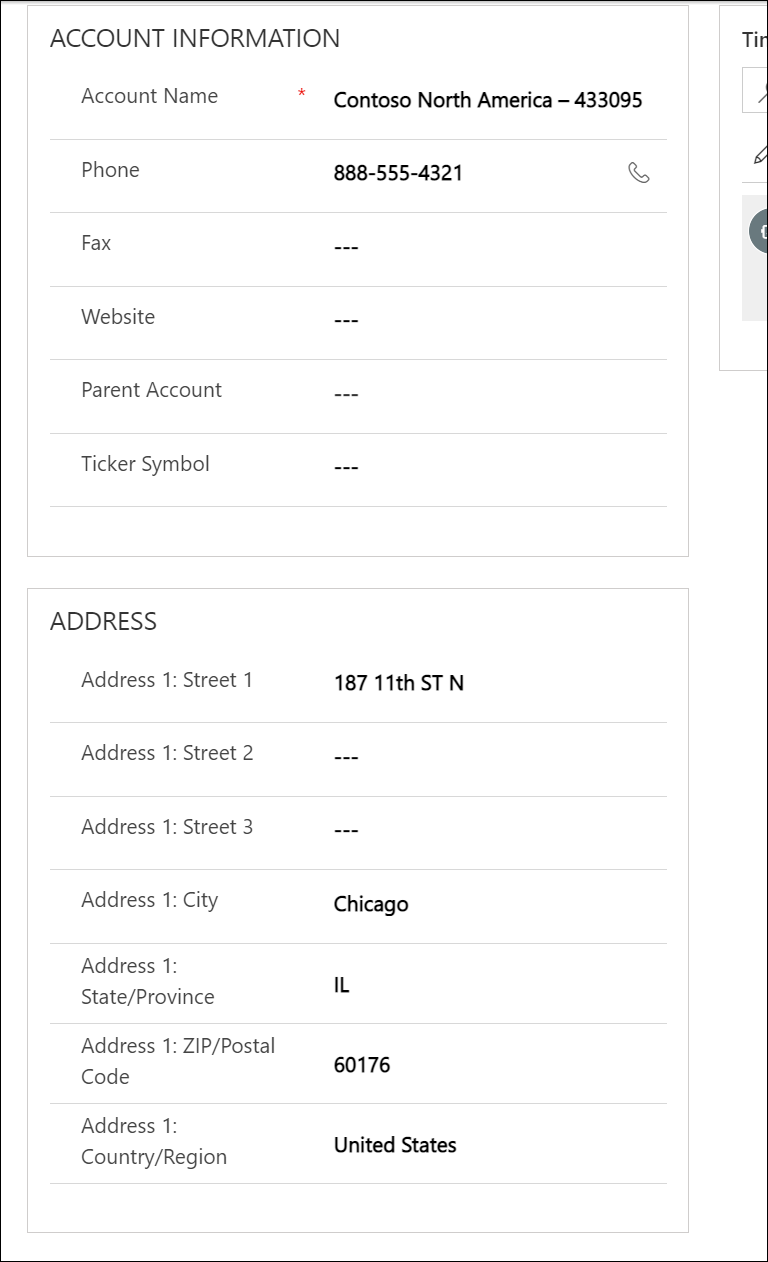 ACCOUNT INFORMATION
Account Name * Contoso North America – 433095
Phone 888-555-4321
Fax ---
Website ---
Parent Account ---
Ticker Symbol ---
ADDRESS
Address 1: Street 1 187 11th ST N
Address 1: Street 2 ---
Address 1: Street 3 ---
Address 1: City Chicago
Address 1:
State/Province IL
Address 1: ZIP/Postal
Code 60176
Address 1:
Country/Region United States